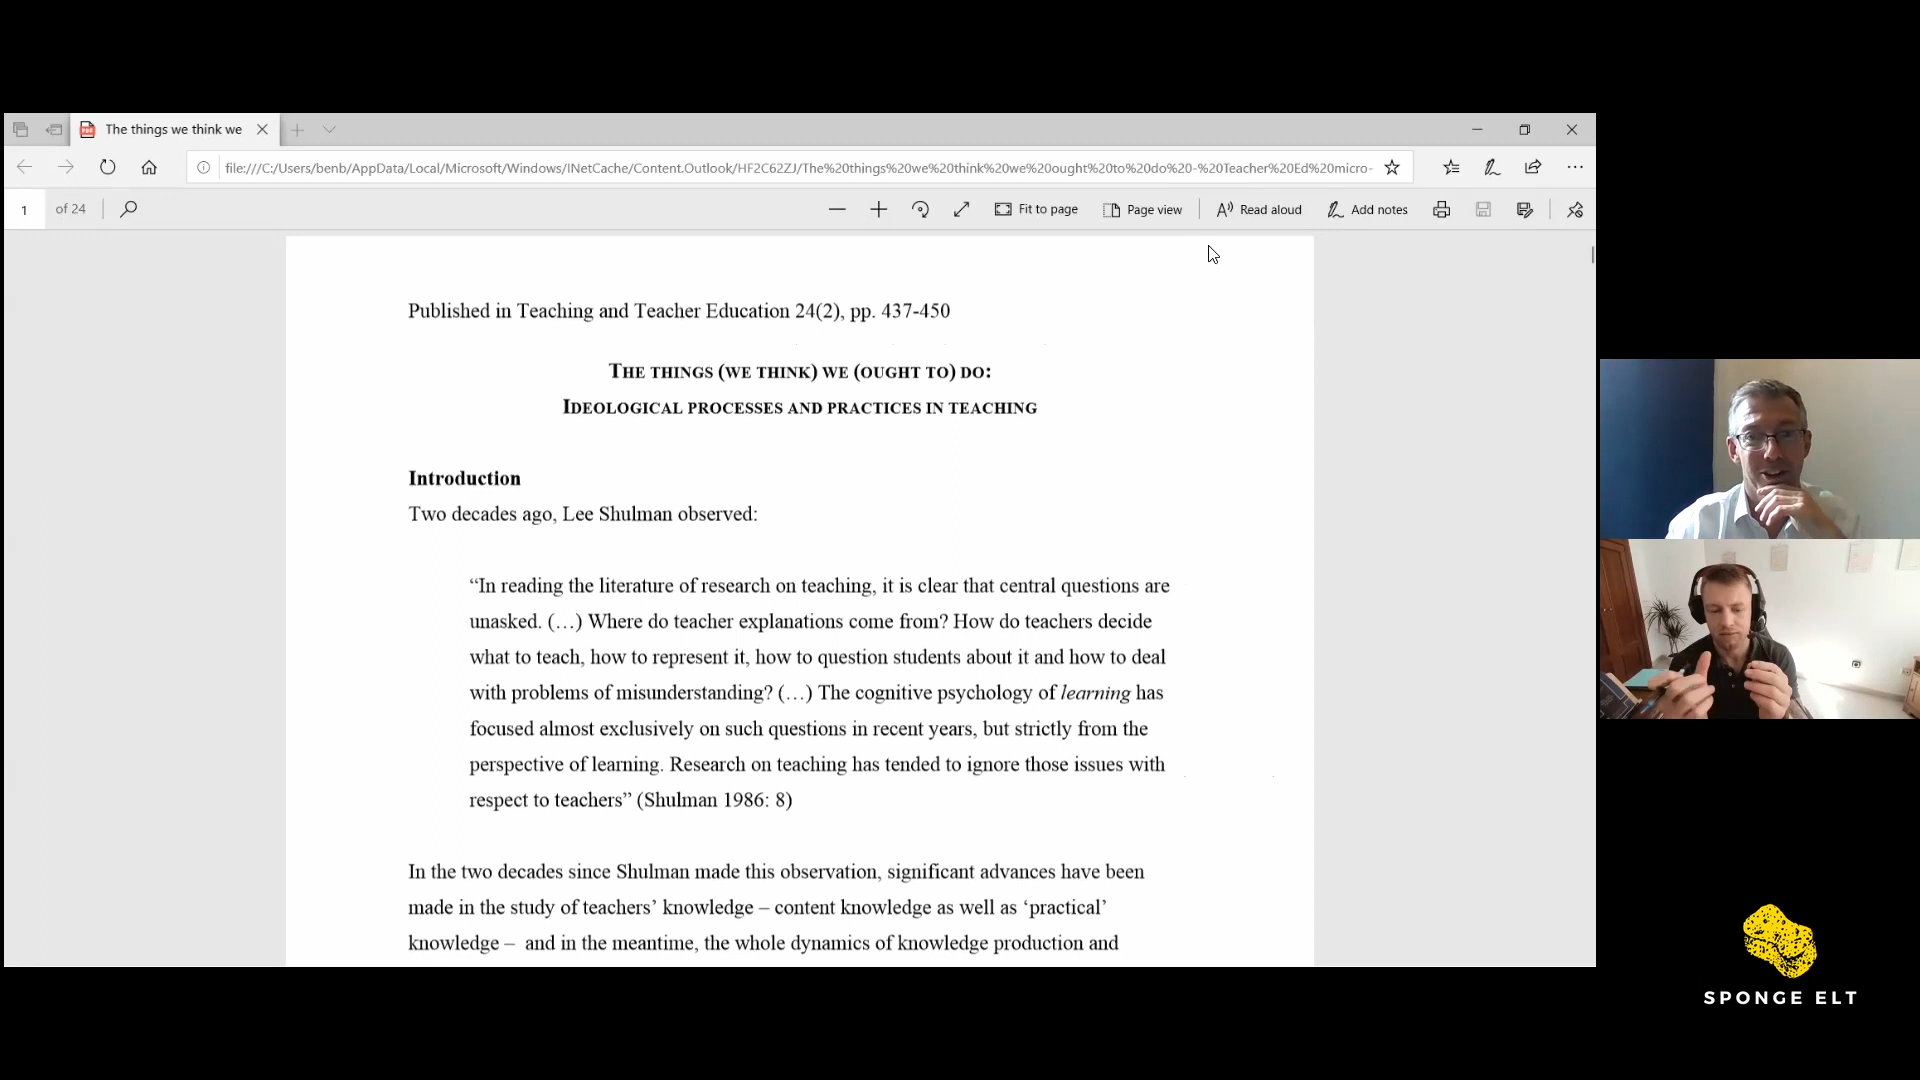 The things we think we
file:///C:/Users/benb/AppData/Local/Microsoft/Windows/INetCache/Content.Outlook/HF2C62ZJ/The%20things%20we%20think%20we%20ought%20to%20do%20-%20Teacher%20Ed%20micro-
1 of 24
Fit to page
Page view
Read aloud
Add notes
Published in Teaching and Teacher Education 24(2), pp. 437-450
THE THINGS (WE THINK) WE (OUGHT TO) DO:
IDEOLOGICAL PROCESSES AND PRACTICES IN TEACHING
Introduction
Two decades ago, Lee Shulman observed:
“In reading the literature of research on teaching, it is clear that central questions are
unasked. (…) Where do teacher explanations come from? How do teachers decide
what to teach, how to represent it, how to question students about it and how to deal
with problems of misunderstanding? (…) The cognitive psychology of learning has
focused almost exclusively on such questions in recent years, but strictly from the
perspective of learning. Research on teaching has tended to ignore those issues with
respect to teachers” (Shulman 1986: 8)
In the two decades since Shulman made this observation, significant advances have been
made in the study of teachers’ knowledge – content knowledge as well as ‘practical’
knowledge – and in the meantime, the whole dynamics of knowledge production and
SPONGE ELT